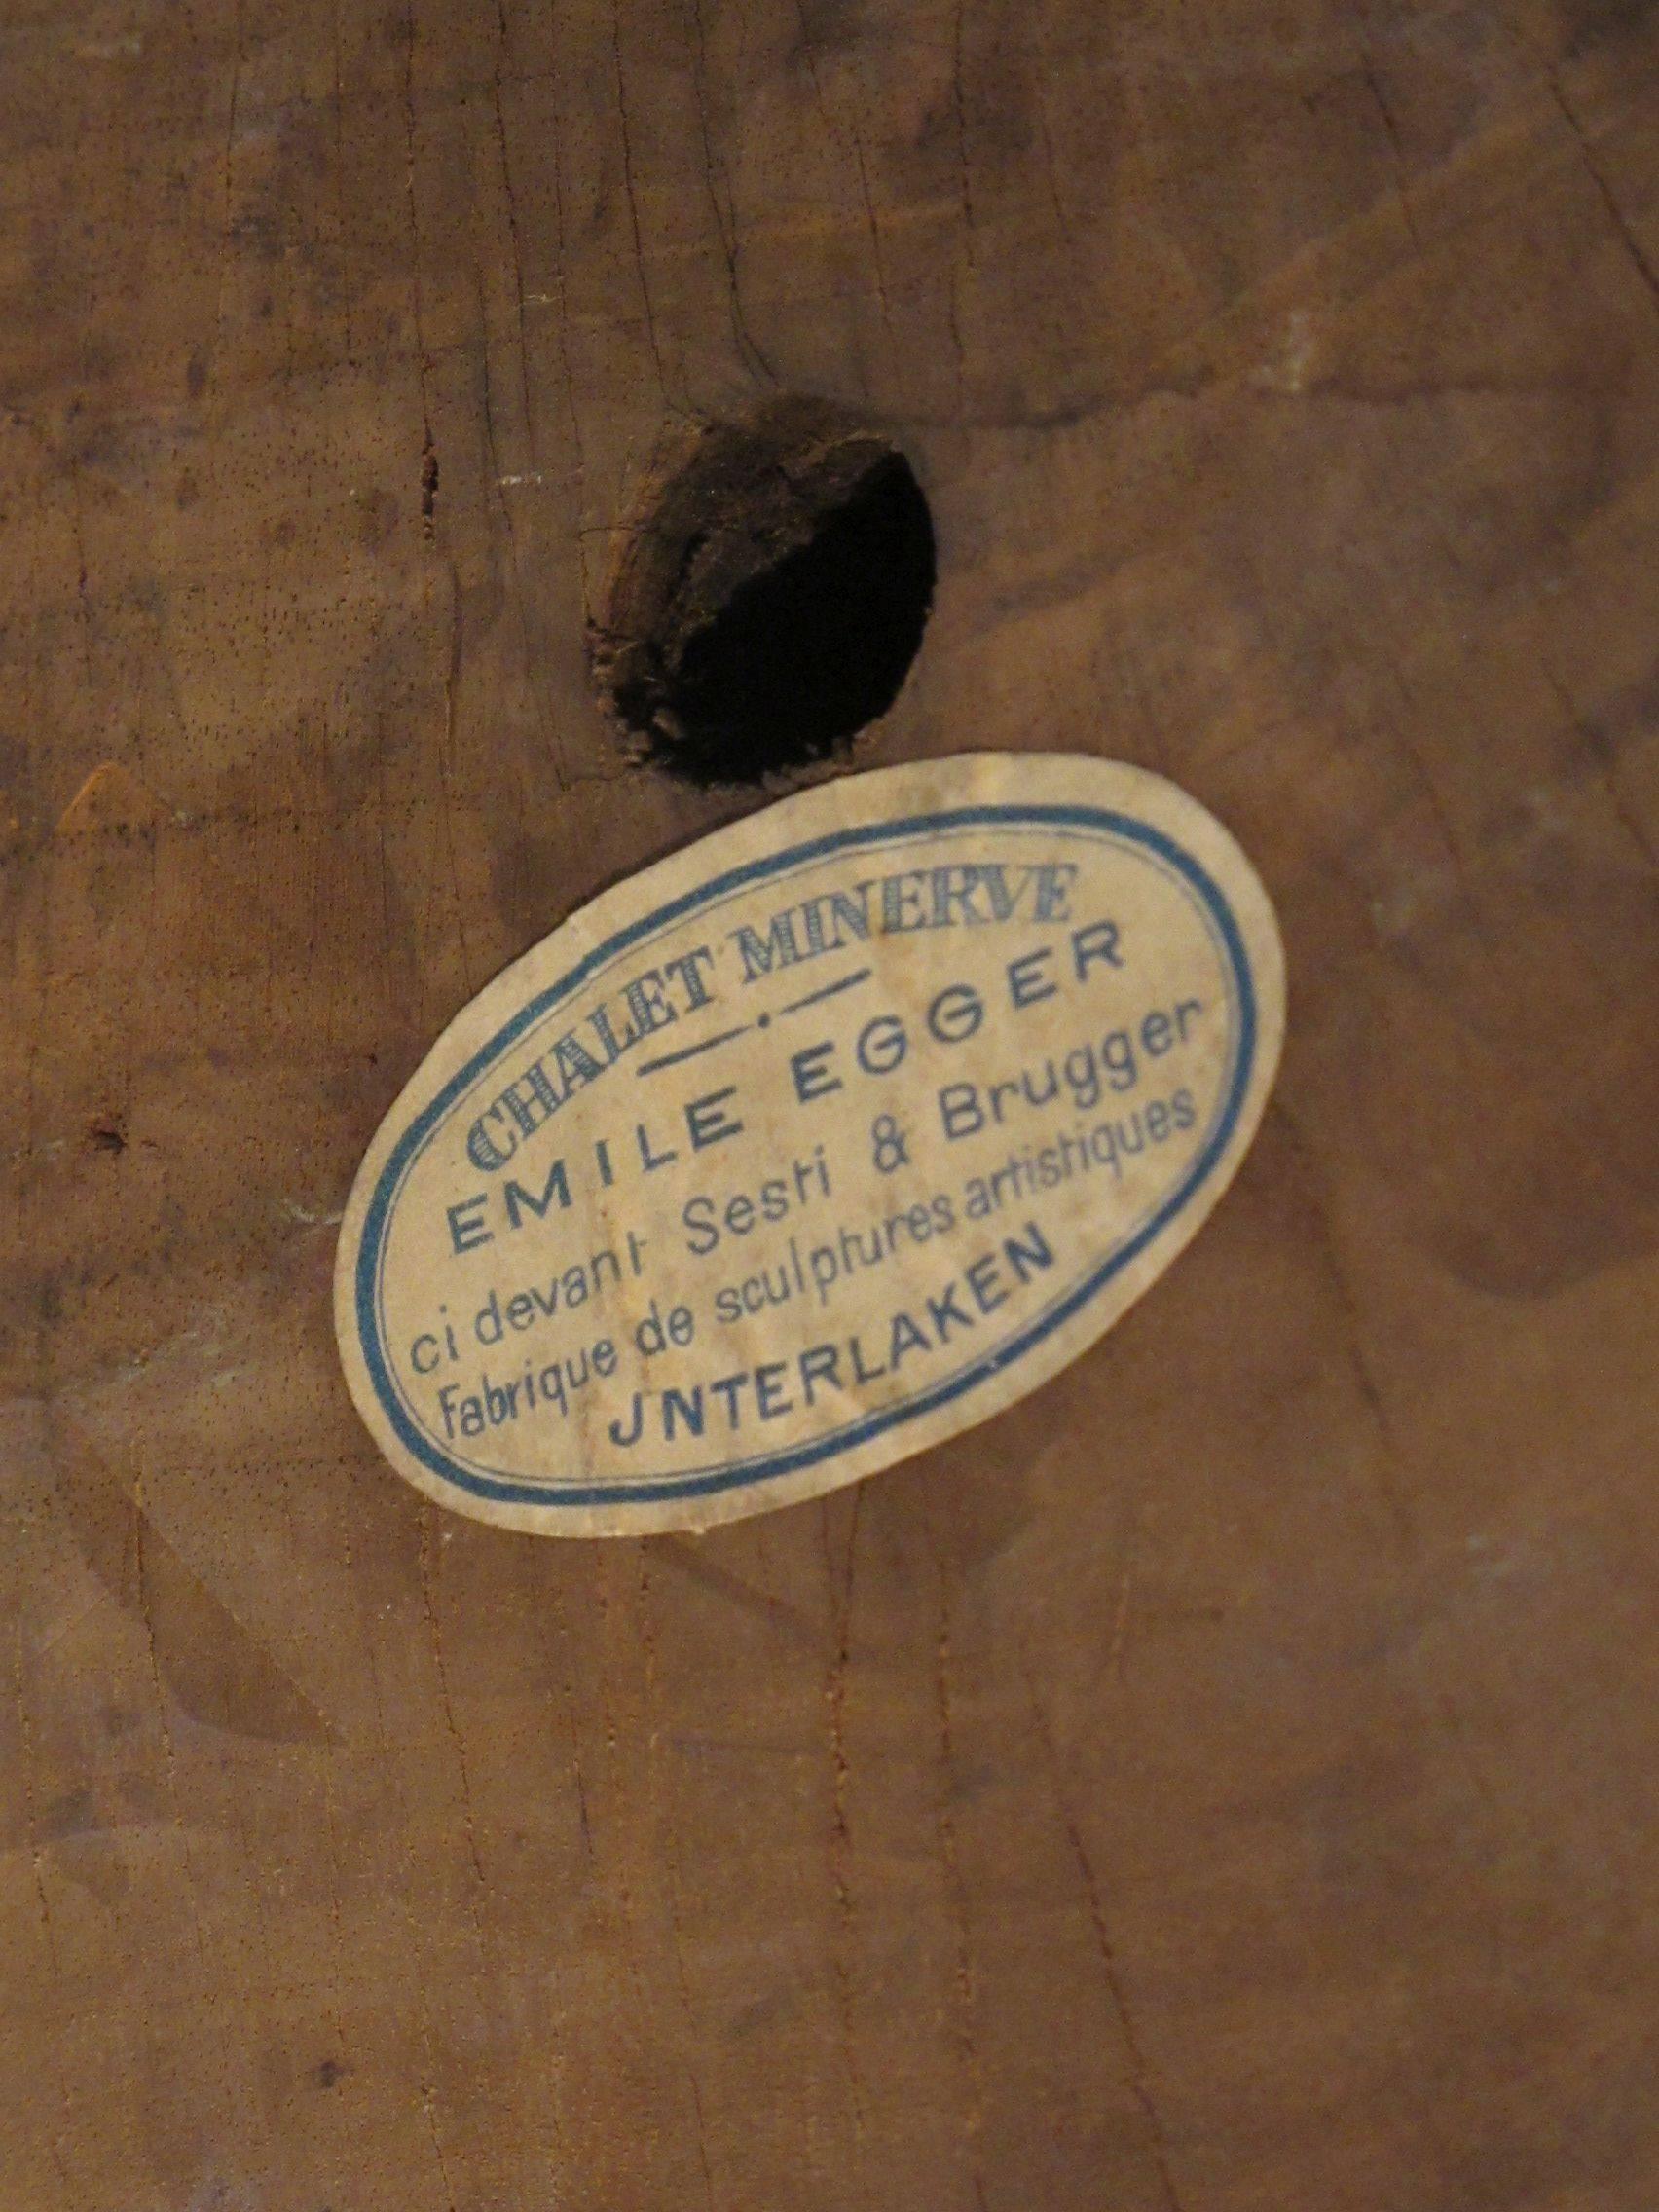 CHALET MINERVE
EMILE EGGER
ci devant Sesti & Brugger
Fabrique de sculptures artistiques
JNTERLAKEN